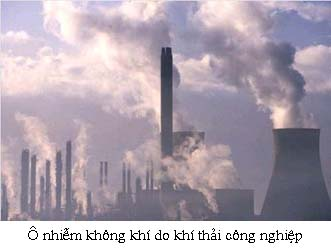 Ô nhiễm không khí do khí thải công nghiệp